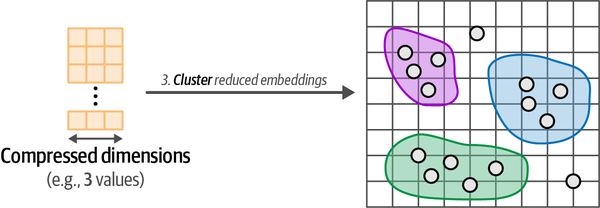 3. Cluster reduced embeddings
Compressed dimensions
(e.g., 3 values)